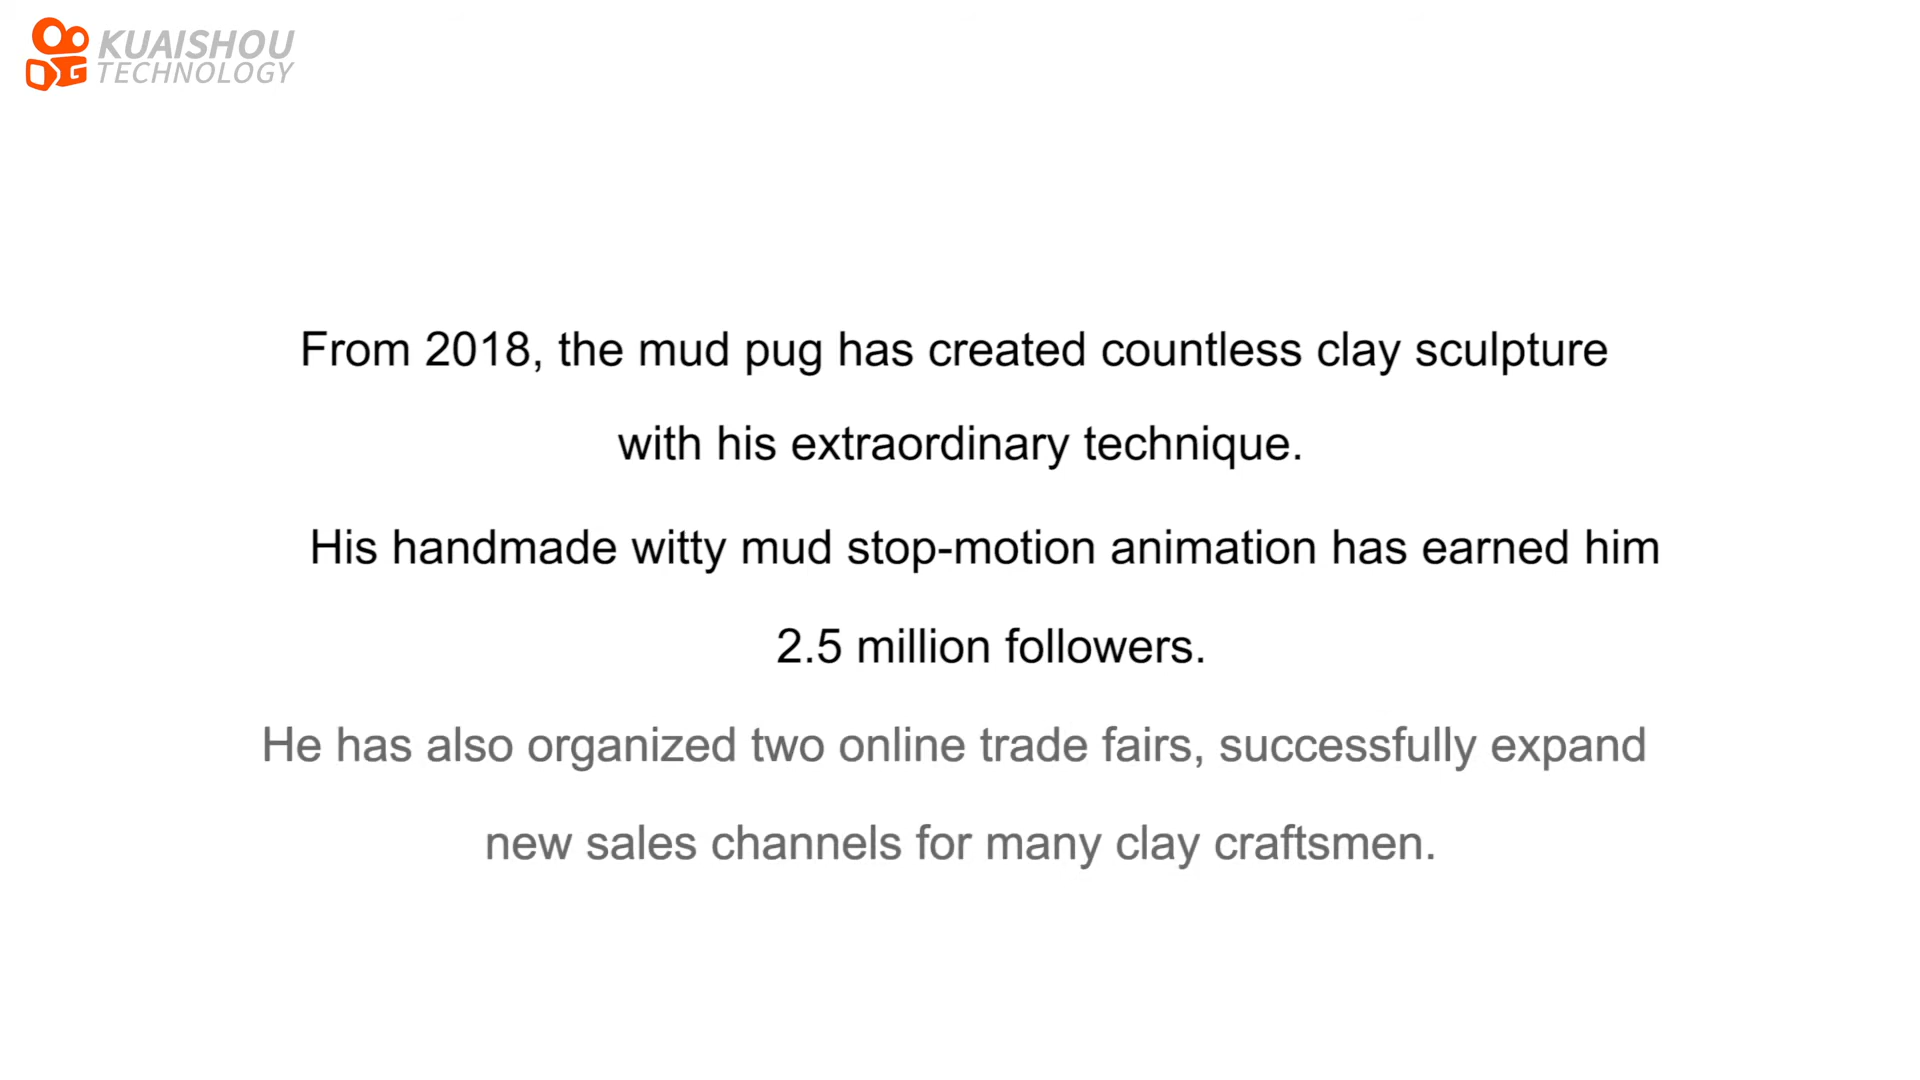 KUAISHOU
TECHNOLOGY
From 2018, the mud pug has created countless clay sculpture
with his extraordinary technique.
His handmade witty mud stop-motion animation has earned him
2.5 million followers.
He has also organized two online trade fairs, successfully expand
new sales channels for many clay craftsmen.